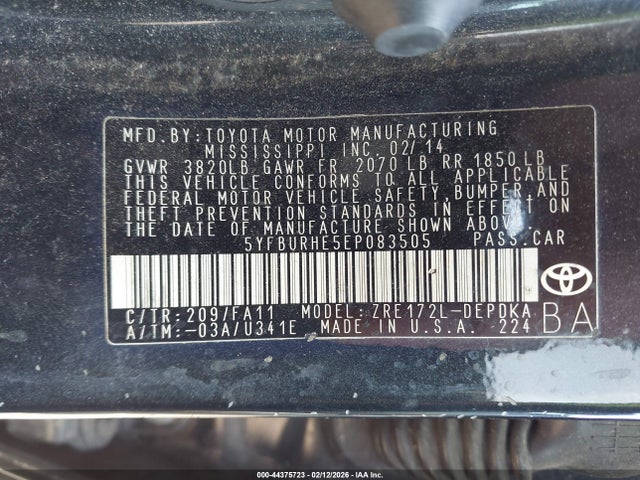 MFD. BY: TOYOTA MOTOR MANUFACTURING
MISSISSIPPI INC. 02/14
GVWR 3820LB GAWR FR 2070LB RR 1850LB
THIS VEHICLE CONFORMS TO ALL APPLICABLE
FEDERAL MOTOR VEHICLE SAFETY, BUMPER, AND
THEFT PREVENTION STANDARDS IN EFFECT ON
THE DATE OF MANUFACTURE SHOWN ABOVE.
5YFBURHE5EP083505 PASS. CAR
C/TR: 209/FA11 MODEL: ZRE172L-DEPDKA
A/TM: -03A/U341E MADE IN U.S.A. 224
BA
TOYOTA
000-44375723 - 02/12/2026 - IAA Inc.